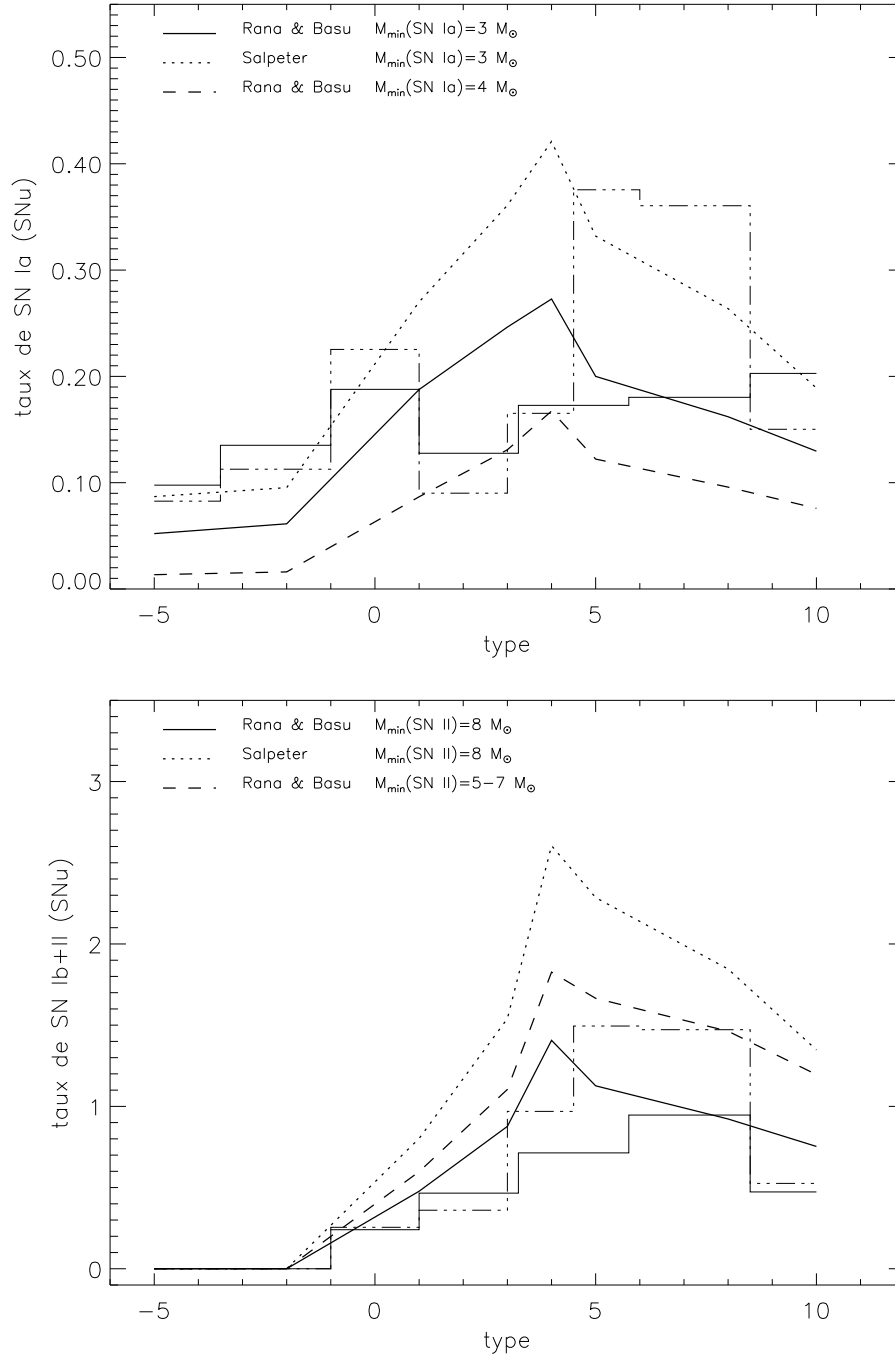 Rana & Basu M_min(SN Ia)=3 M_⊙
Salpeter M_min(SN Ia)=3 M_⊙
Rana & Basu M_min(SN Ia)=4 M_⊙
0.50
0.40
0.30
0.20
0.10
0.00
taux de SN Ia (SNu)
−5 0 5 10
type
Rana & Basu M_min(SN II)=8 M_⊙
Salpeter M_min(SN II)=8 M_⊙
Rana & Basu M_min(SN II)=5−7 M_⊙
3
2
1
0
taux de SN Ib+II (SNu)
−5 0 5 10
type